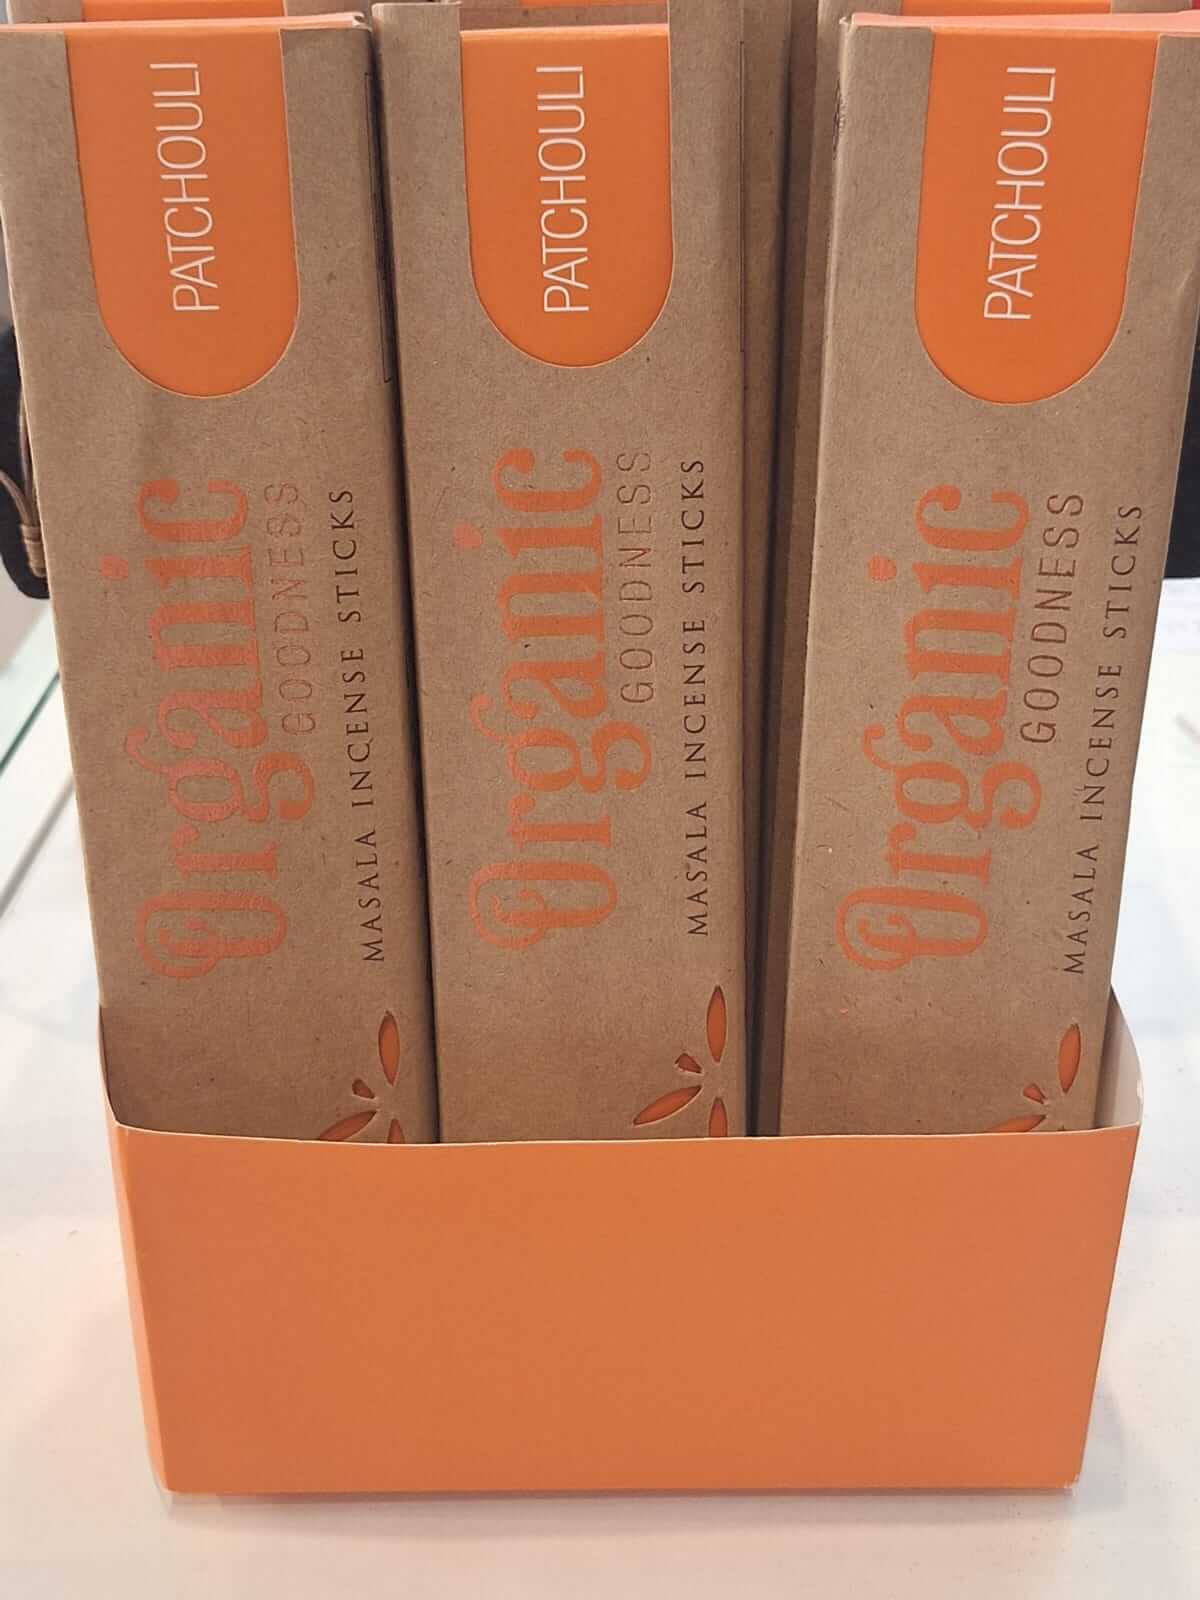 PATCHOULI
Organic
GOODNESS
MASALA INCENSE STICKS
PATCHOULI
Organic
GOODNESS
MASALA INCENSE STICKS
PATCHOULI
Organic
GOODNESS
MASALA INCENSE STICKS